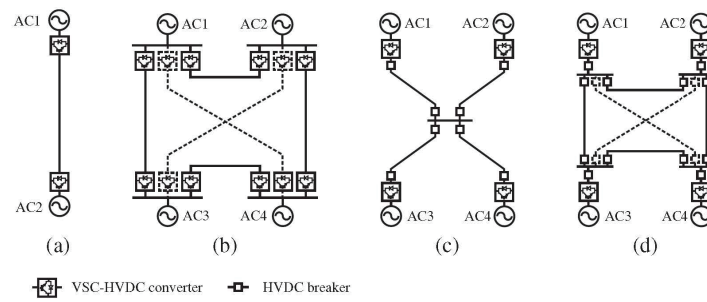 AC1
AC2
(a)
AC1 AC2
AC3 AC4
(b)
AC1 AC2
AC3 AC4
(c)
AC1 AC2
AC3 AC4
(d)
VSC-HVDC converter
HVDC breaker